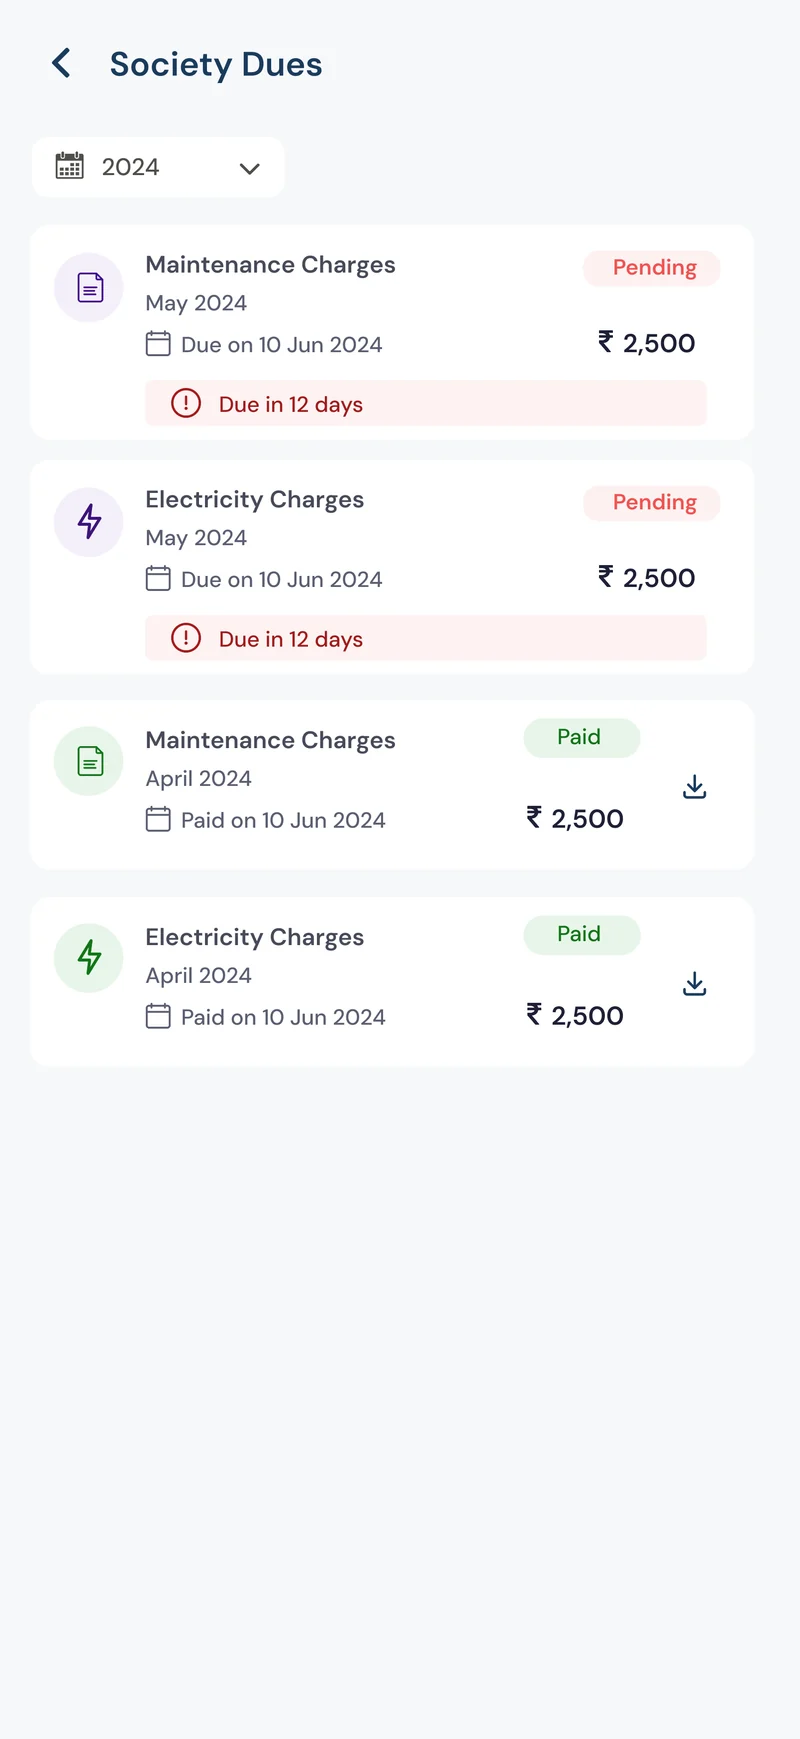 Society Dues
2024
Maintenance Charges
Pending
May 2024
Due on 10 Jun 2024
₹ 2,500
Due in 12 days
Electricity Charges
Pending
May 2024
Due on 10 Jun 2024
₹ 2,500
Due in 12 days
Maintenance Charges
Paid
April 2024
Paid on 10 Jun 2024
₹ 2,500
Electricity Charges
Paid
April 2024
Paid on 10 Jun 2024
₹ 2,500